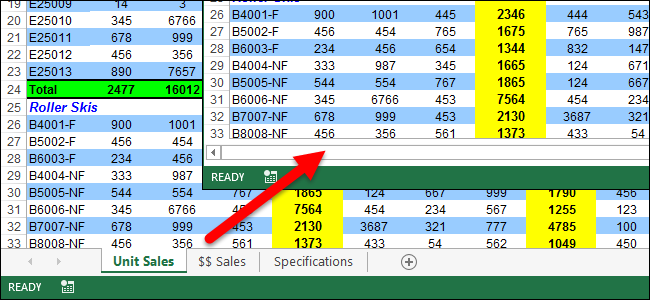 19 E25009 14 3
20 E25010 345 6766
21 E25011 678 999
22 E25012 456 356
23 E25013 890 7657
24 Total 2477 16012
25 Roller Skis
26 B4001-F 900 1001
27 B5002-F 456 454
28 B6003-F 234 456
29 B4004-NF 333 987
30 B5005-NF 544 554 767 1865 124 667 999 1790 456
31 B6006-NF 345 6766 7564 454 234 567 1255 123
32 B7007-NF 678 999 453 2130 3687 321 777 4785 100
33 B8008-NF 456 356 561 1373 433 54 562 1049 450
Unit Sales $$ Sales Specifications
READY
26 B4001-F 900 1001 445 2346 444 543
27 B5002-F 456 454 765 1675 765 987
28 B6003-F 234 456 654 1344 832 147
29 B4004-NF 333 987 345 1665 124 671
30 B5005-NF 544 554 767 1865 124 667
31 B6006-NF 345 6766 453 7564 454 234
32 B7007-NF 678 999 453 2130 3687 321
33 B8008-NF 456 356 561 1373 433 54
READY